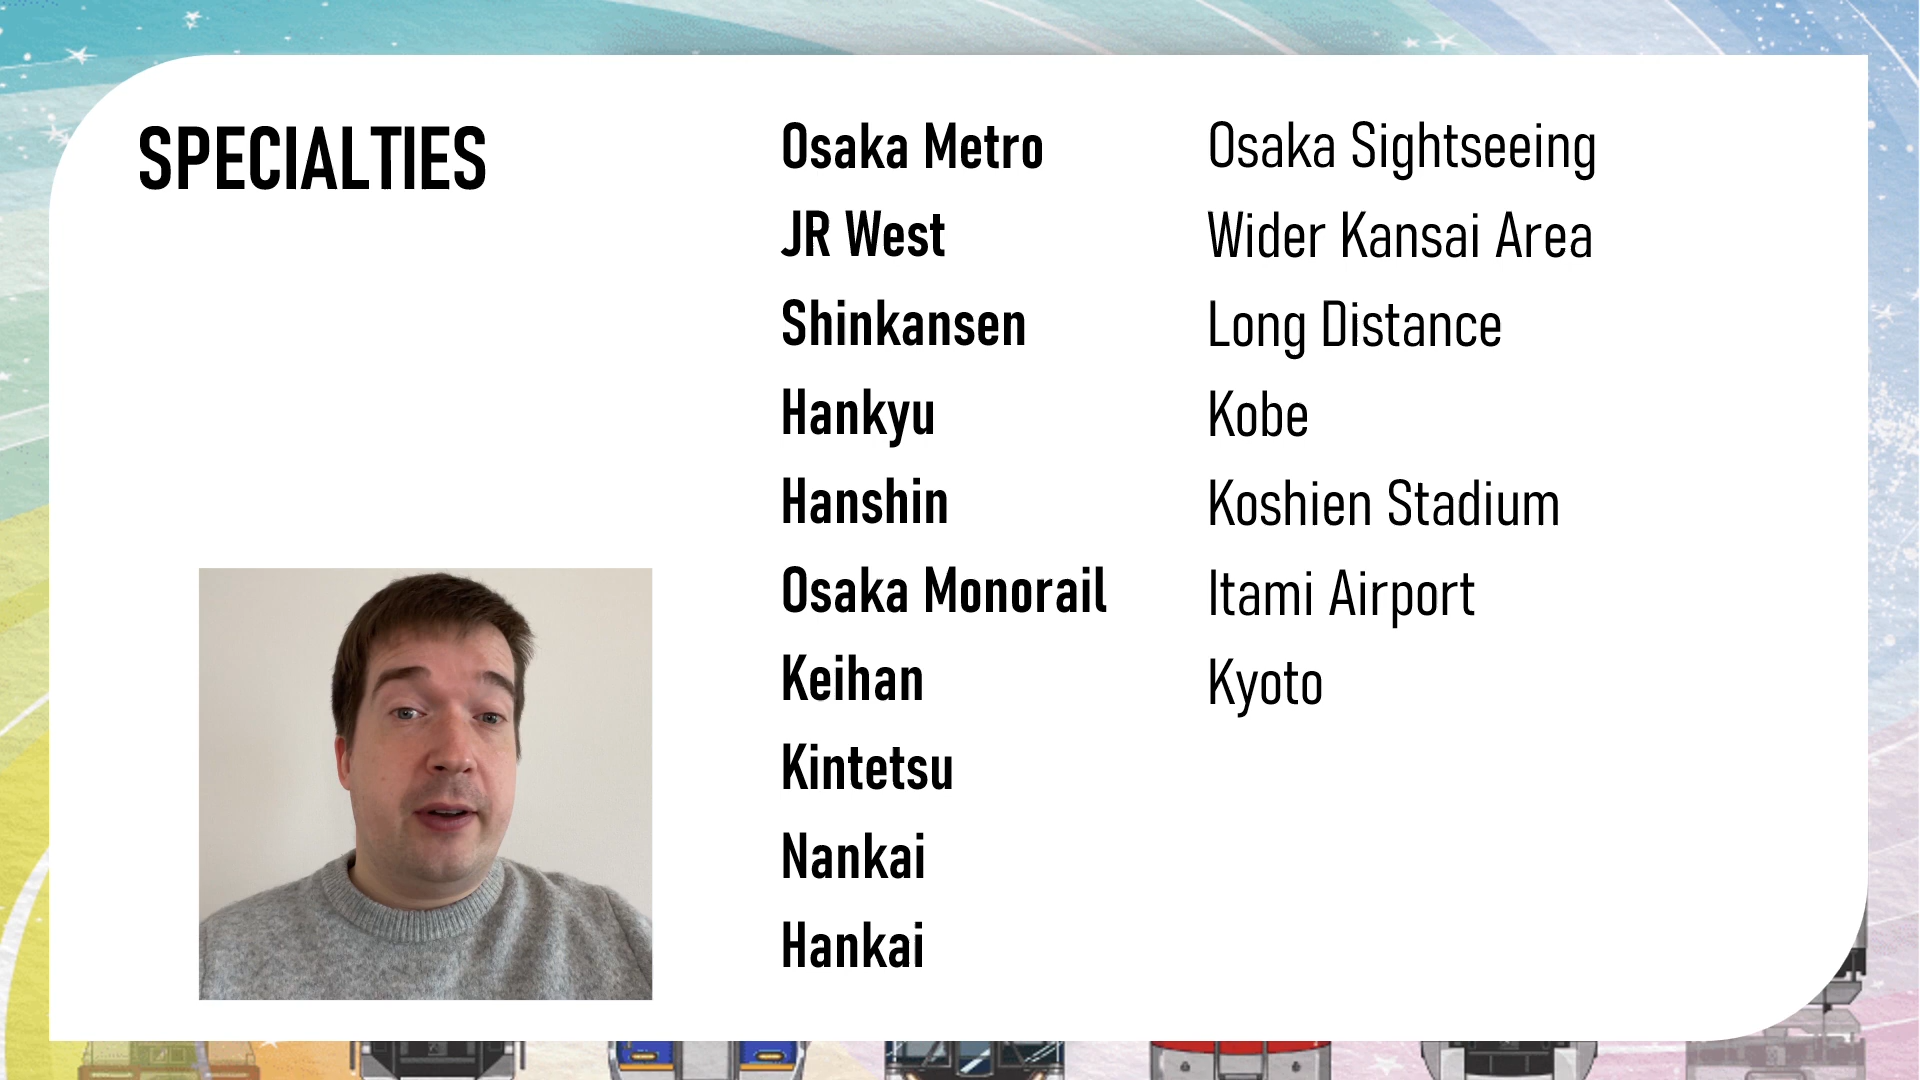 SPECIALTIES
Osaka Metro Osaka Sightseeing
JR West Wider Kansai Area
Shinkansen Long Distance
Hankyu Kobe
Hanshin Koshien Stadium
Osaka Monorail Itami Airport
Keihan Kyoto
Kintetsu
Nankai
Hankai